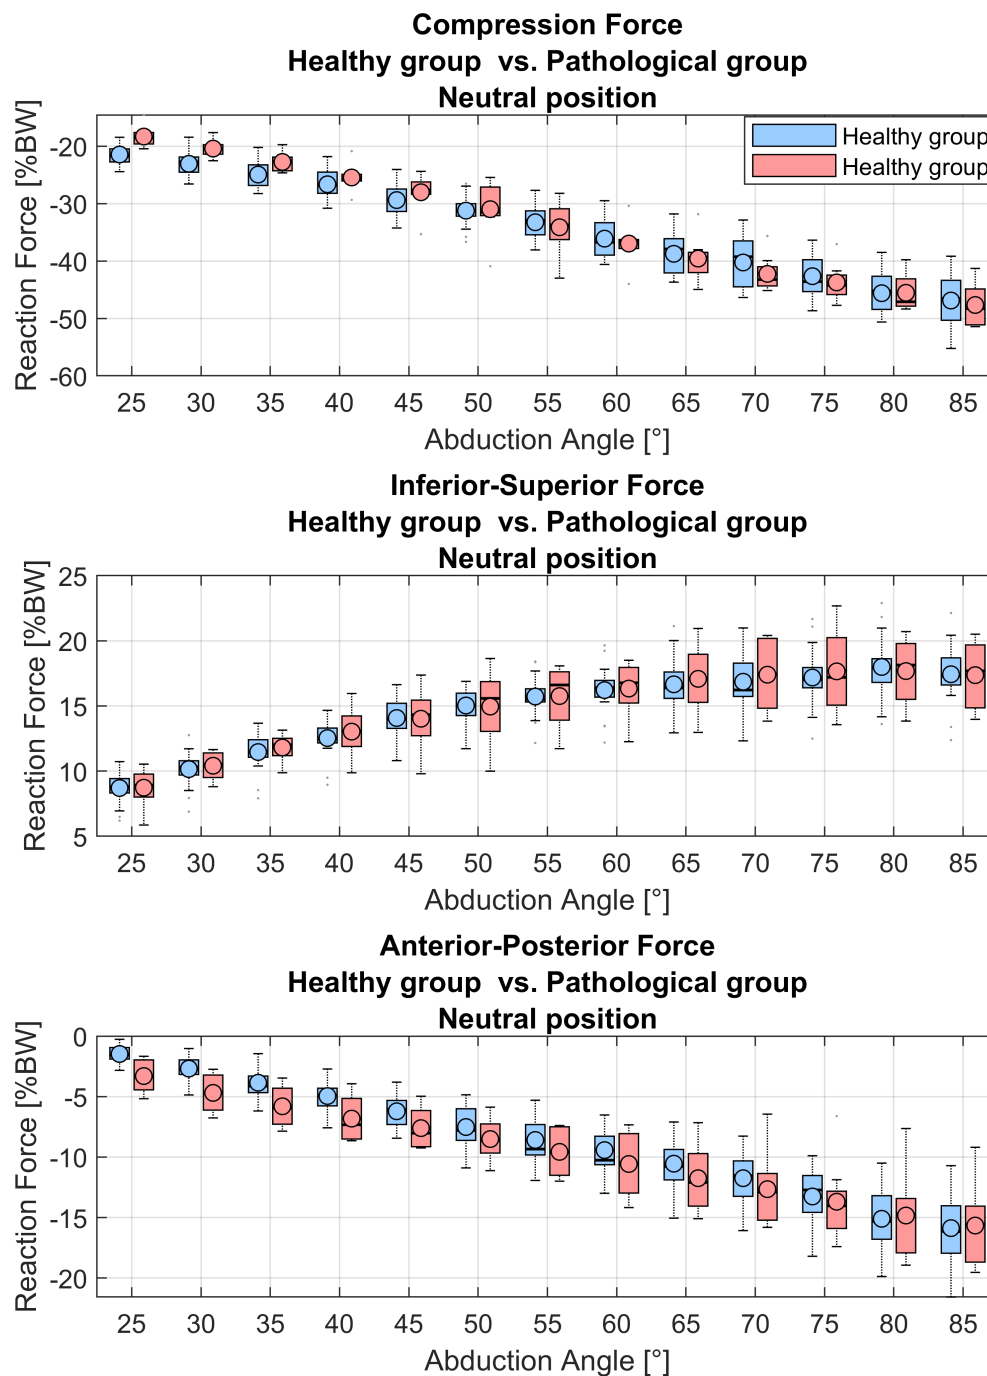 Compression Force
Healthy group  vs. Pathological group
Neutral position
Reaction Force [%BW]
-20
-30
-40
-50
-60
Healthy group
Healthy group
25 30 35 40 45 50 55 60 65 70 75 80 85
Abduction Angle [°]
Inferior-Superior Force
Healthy group  vs. Pathological group
Neutral position
Reaction Force [%BW]
25
20
15
10
5
25 30 35 40 45 50 55 60 65 70 75 80 85
Abduction Angle [°]
Anterior-Posterior Force
Healthy group  vs. Pathological group
Neutral position
Reaction Force [%BW]
0
-5
-10
-15
-20
25 30 35 40 45 50 55 60 65 70 75 80 85
Abduction Angle [°]